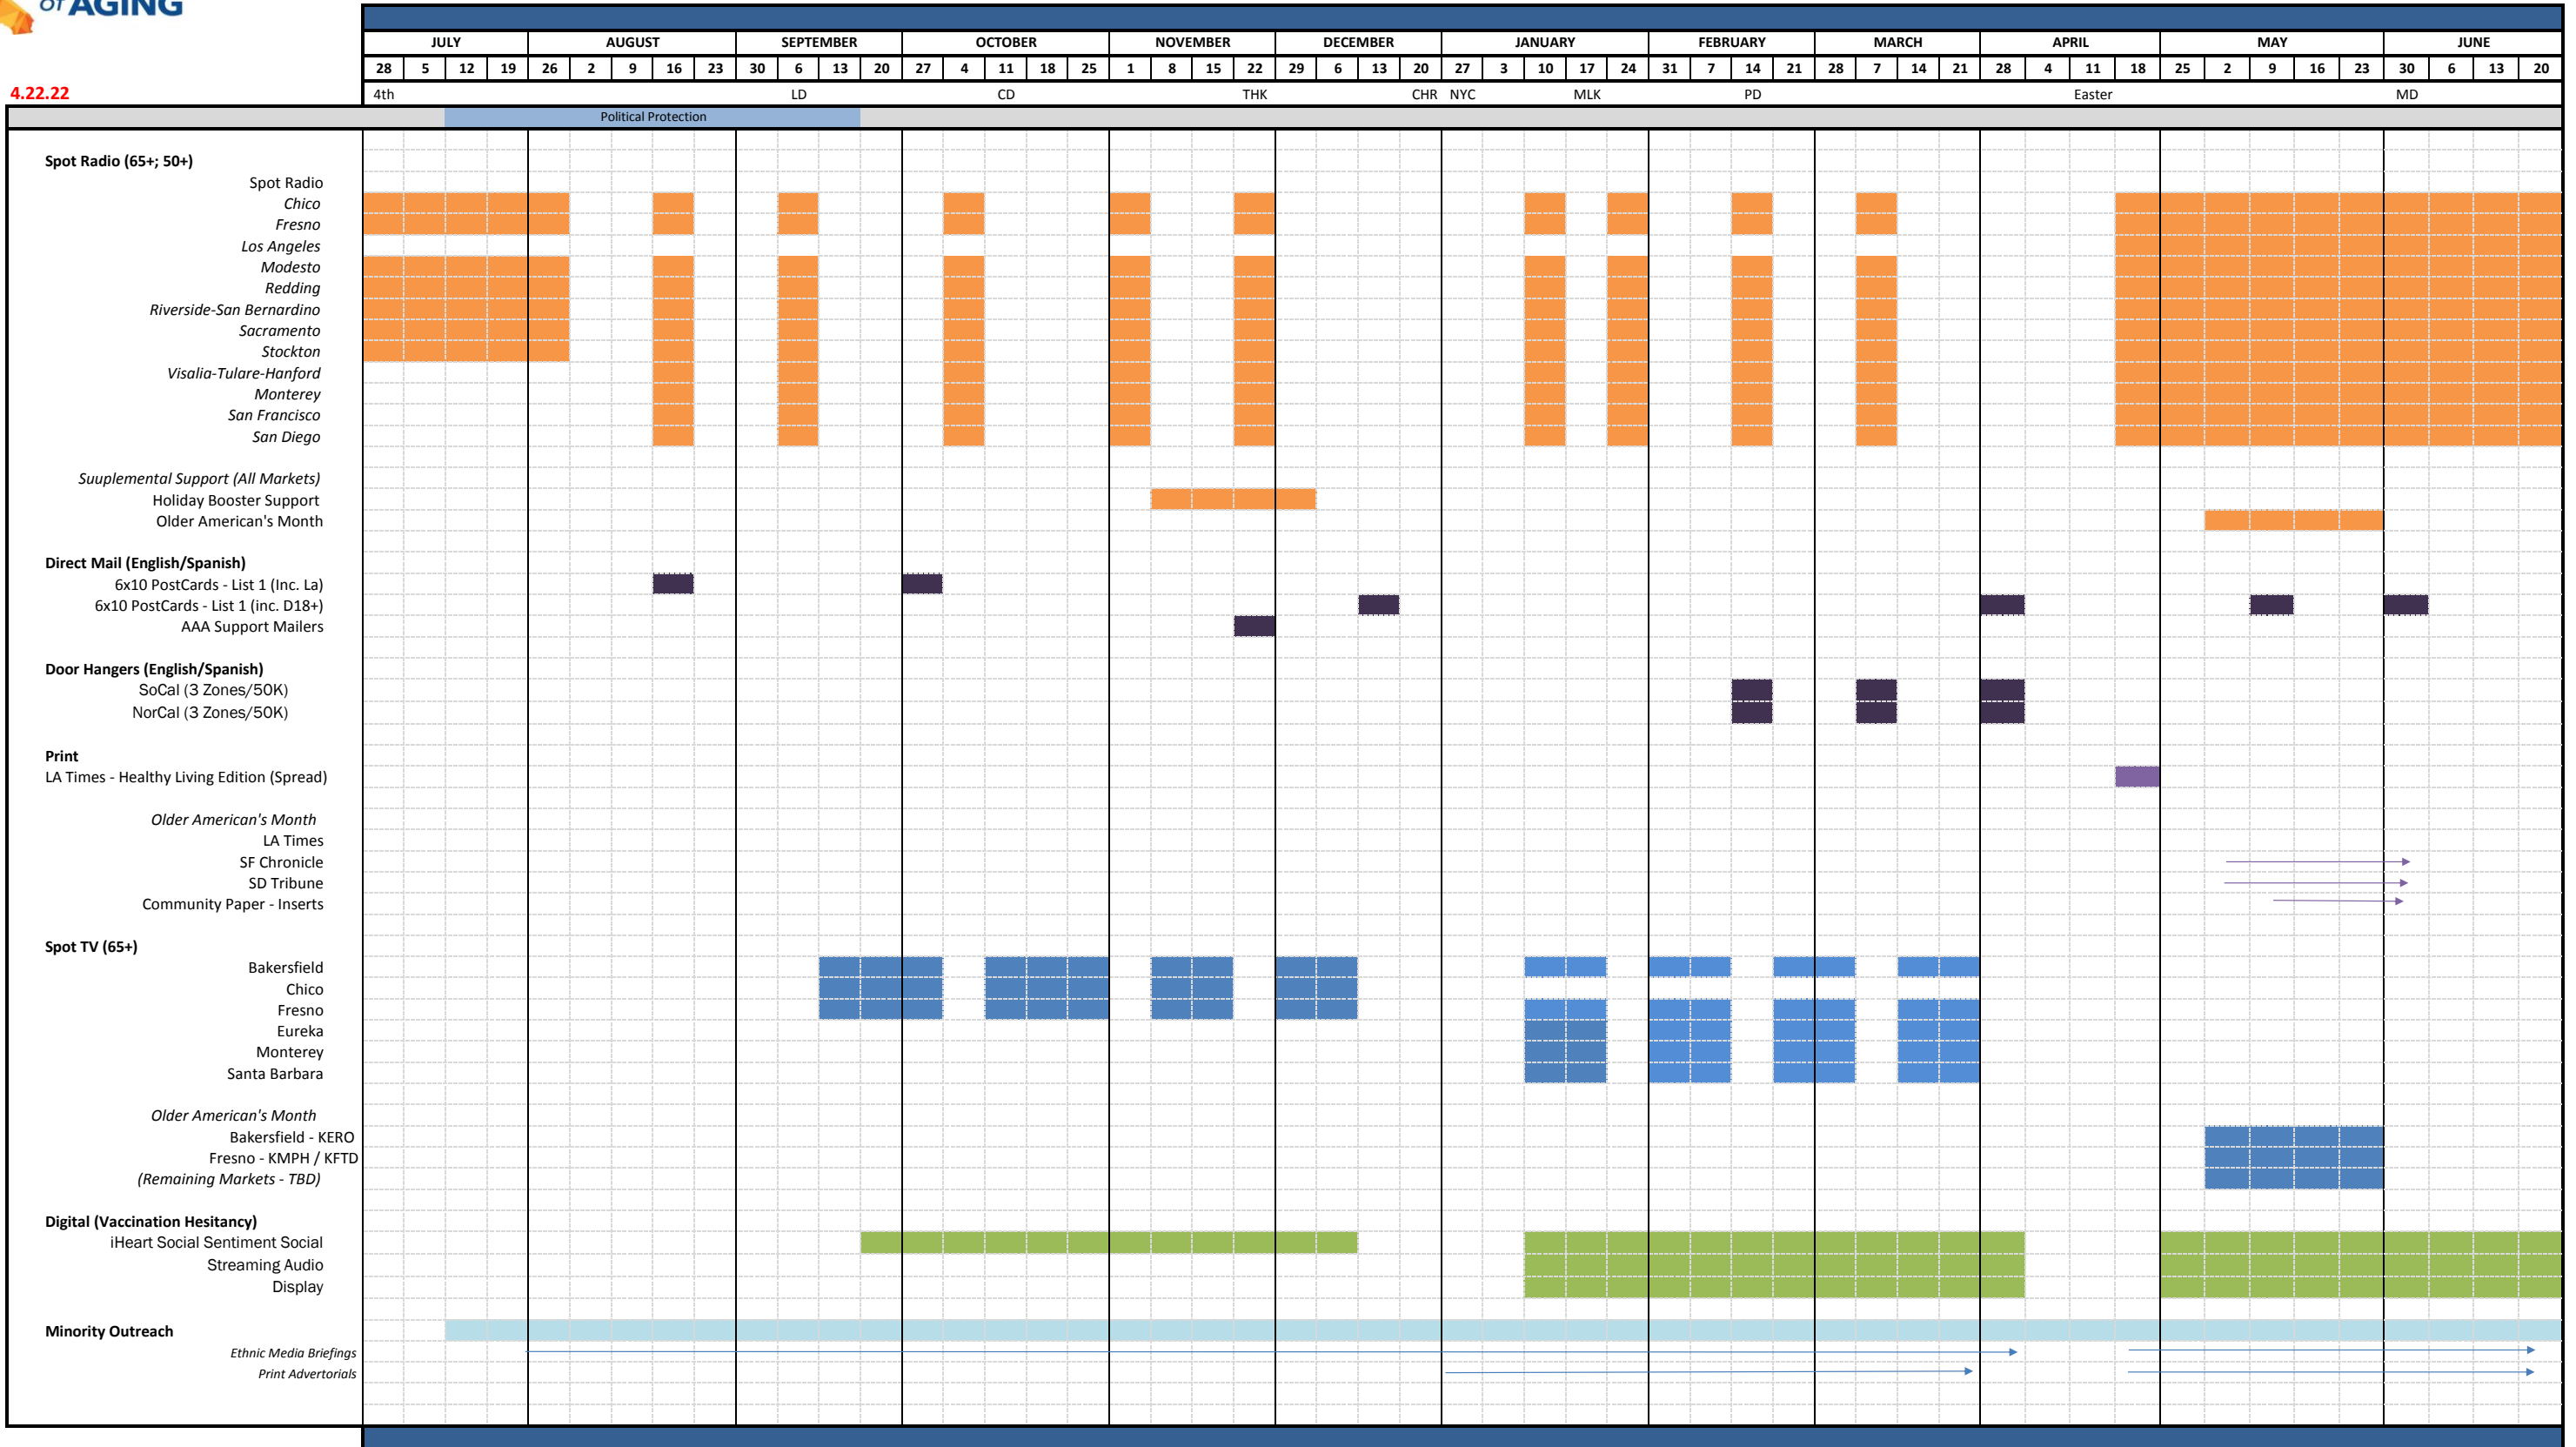 OF AGING
JULY AUGUST SEPTEMBER OCTOBER NOVEMBER DECEMBER JANUARY FEBRUARY MARCH APRIL MAY JUNE
28 5 12 19 26 2 9 16 23 30 6 13 20 27 4 11 18 25 1 8 15 22 29 6 13 20 27 3 10 17 24 31 7 14 21 28 7 14 21 28 4 11 18 25 2 9 16 23 30 6 13 20
4.22.22 4th LD CD THK CHR NYC MLK PD Easter MD
Political Protection
Spot Radio (65+; 50+)
Spot Radio
Chico
Fresno
Los Angeles
Modesto
Redding
Riverside-San Bernardino
Sacramento
Stockton
Visalia-Tulare-Hanford
Monterey
San Francisco
San Diego
Suuplemental Support (All Markets)
Holiday Booster Support
Older American's Month
Direct Mail (English/Spanish)
6x10 PostCards - List 1 (Inc. La)
6x10 PostCards - List 1 (inc. D18+)
AAA Support Mailers
Door Hangers (English/Spanish)
SoCal (3 Zones/50K)
NorCal (3 Zones/50K)
Print
LA Times - Healthy Living Edition (Spread)
Older American's Month
LA Times
SF Chronicle
SD Tribune
Community Paper - Inserts
Spot TV (65+)
Bakersfield
Chico
Fresno
Eureka
Monterey
Santa Barbara
Older American's Month
Bakersfield - KERO
Fresno - KMPH / KFTD
(Remaining Markets - TBD)
Digital (Vaccination Hesitancy)
iHeart Social Sentiment Social
Streaming Audio
Display
Minority Outreach
Ethnic Media Briefings
Print Advertorials